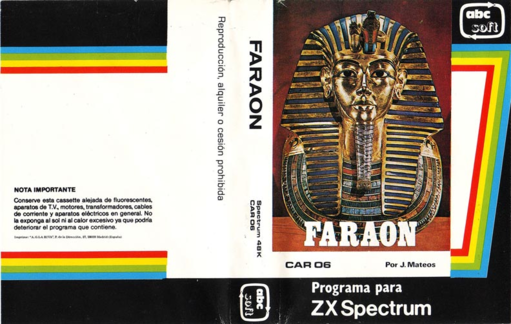 NOTA IMPORTANTE
Conserve esta cassette alejada de fluorescentes,
aparatos de T.V., motores, transformadores, cables
de corriente y aparatos eléctricos en general. No
la exponga al sol ni al calor excesivo ya que podría
deteriorar el programa que contiene.
Reproducción, alquiler o cesión prohibida
FARAON
Spectrum 48K
CAR 06
abc
soft
abc
soft
FARAON
CAR 06 Por J. Mateos
Programa para
ZX Spectrum